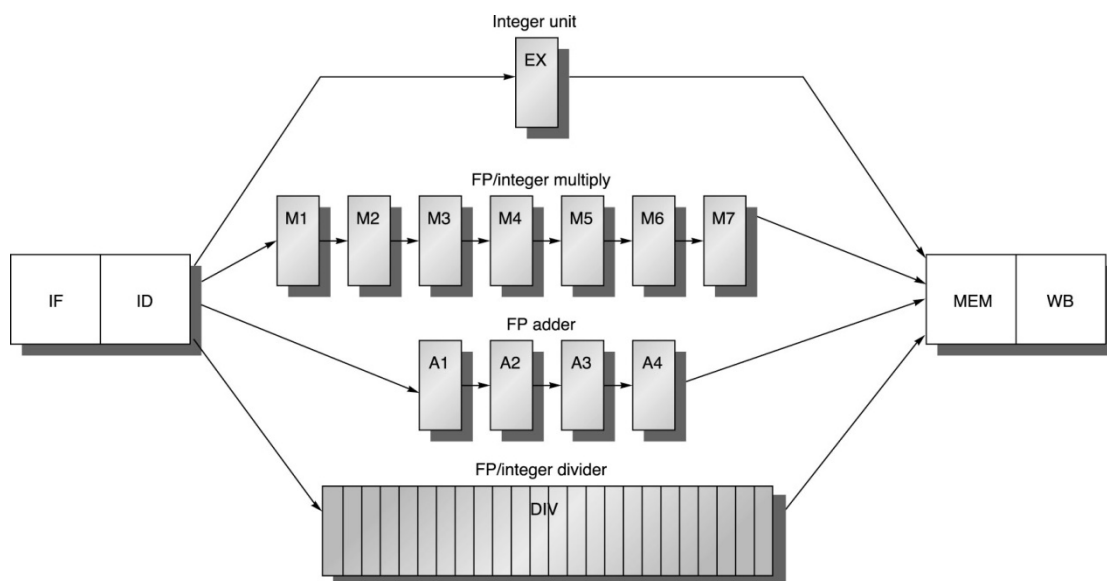 Integer unit
EX
FP/integer multiply
M1 M2 M3 M4 M5 M6 M7
IF ID MEM WB
FP adder
A1 A2 A3 A4
FP/integer divider
DIV